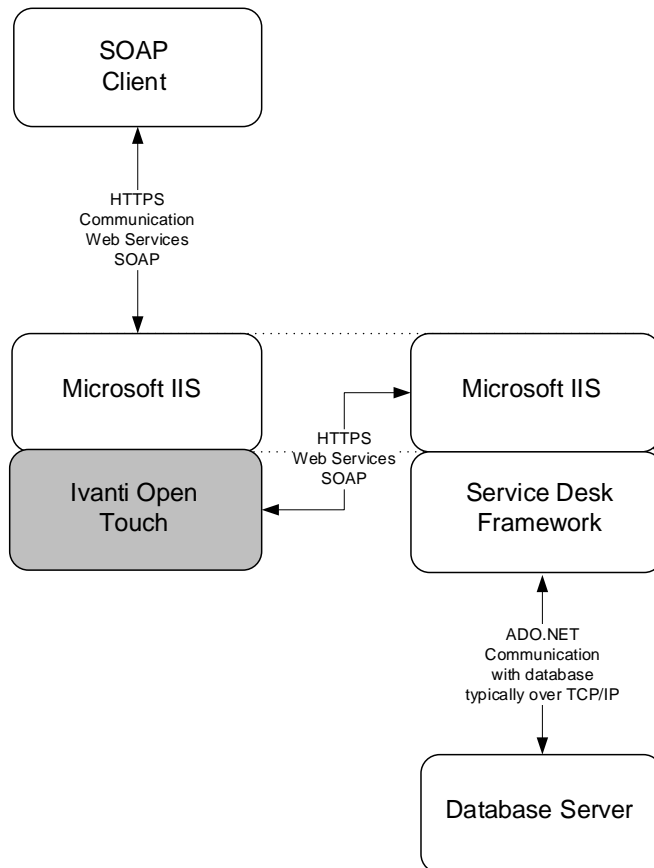 SOAP
Client
HTTPS
Communication
Web Services
SOAP
Microsoft IIS
Microsoft IIS
HTTPS
Web Services
SOAP
Ivanti Open
Touch
Service Desk
Framework
ADO.NET
Communication
with database
typically over TCP/IP
Database Server